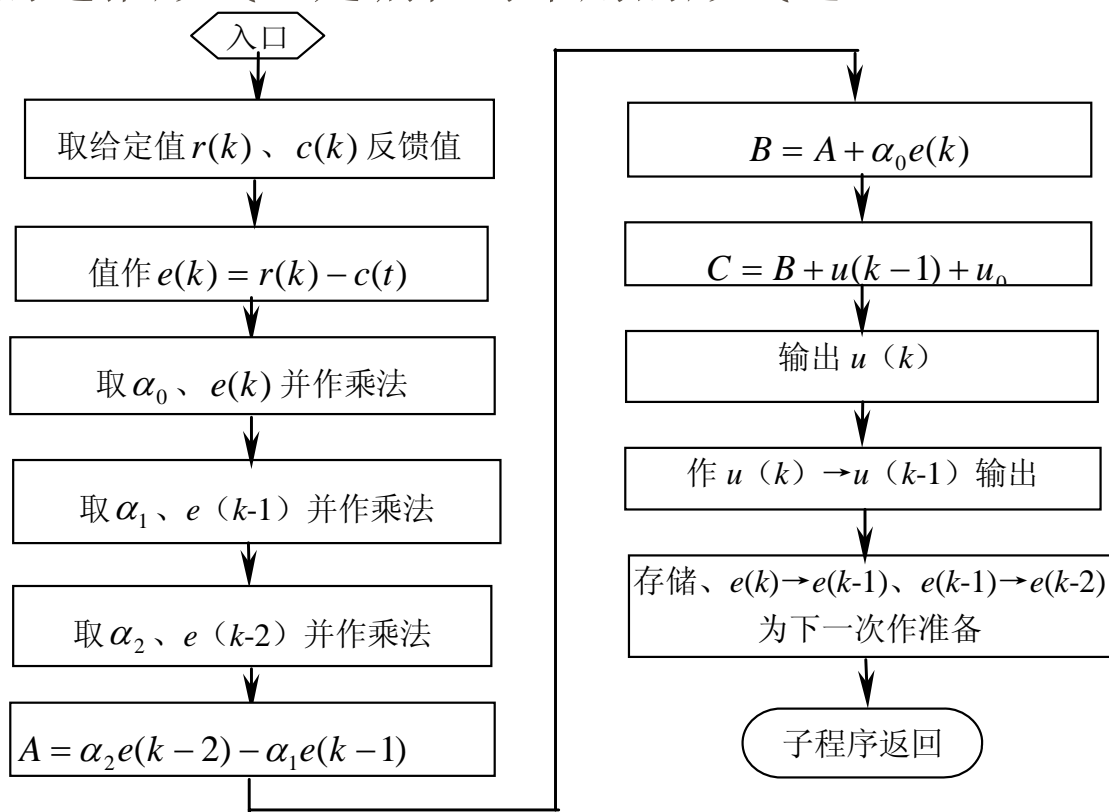 入口
取给定值 r(k) 、 c(k) 反馈值
值作 e(k) = r(k) − c(t)
取 α₀ 、 e(k) 并作乘法
取 α₁ 、 e（k-1）并作乘法
取 α₂ 、 e（k-2）并作乘法
A = α₂e(k − 2) − α₁e(k − 1)
B = A + α₀e(k)
C = B + u(k − 1) + u₀
输出 u（k）
作 u（k）→u（k-1）输出
存储、e(k)→e(k-1)、e(k-1)→e(k-2)
为下一次作准备
子程序返回